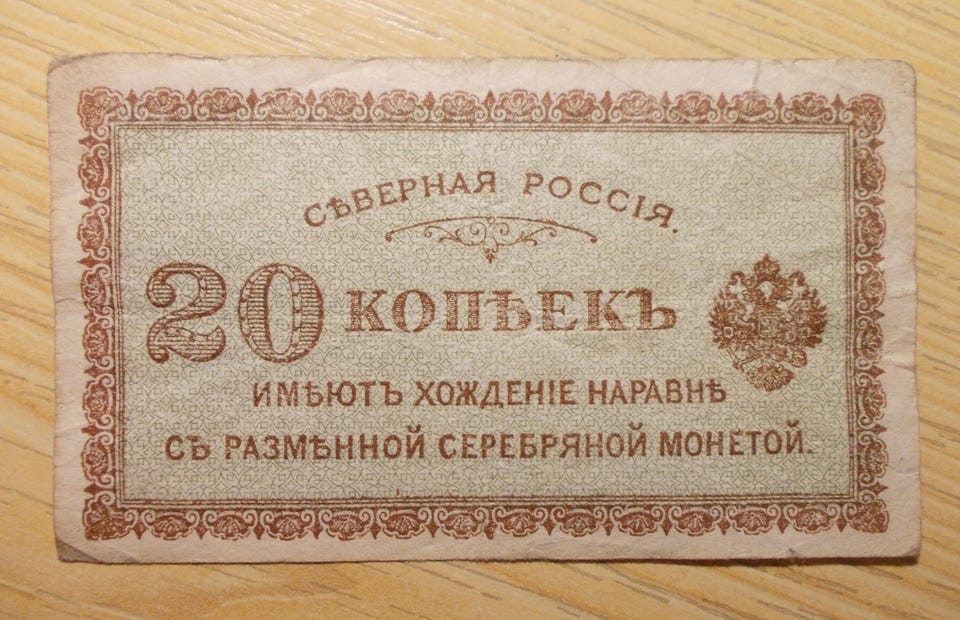 СѢВЕРНАЯ РОССІЯ.
20 КОПѢЕКЪ
ИМѢЮТЪ ХОЖДЕНІЕ НАРАВНѢ
СЪ РАЗМѢННОЙ СЕРЕБРЯНОЙ МОНЕТОЙ.